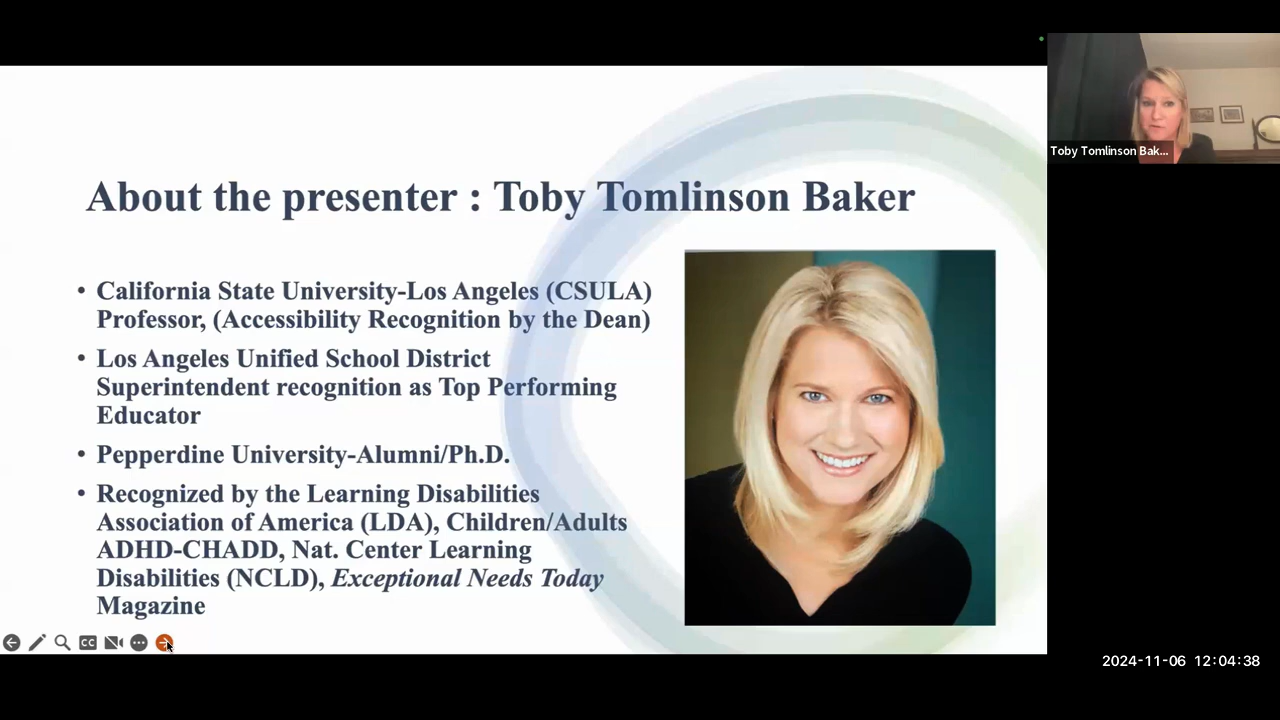 About the presenter : Toby Tomlinson Baker
• California State University-Los Angeles (CSULA)
Professor, (Accessibility Recognition by the Dean)
• Los Angeles Unified School District
Superintendent recognition as Top Performing
Educator
• Pepperdine University-Alumni/Ph.D.
• Recognized by the Learning Disabilities
Association of America (LDA), Children/Adults
ADHD-CHADD, Nat. Center Learning
Disabilities (NCLD), Exceptional Needs Today
Magazine
CC
Toby Tomlinson Bak...
2024-11-06 12:04:38